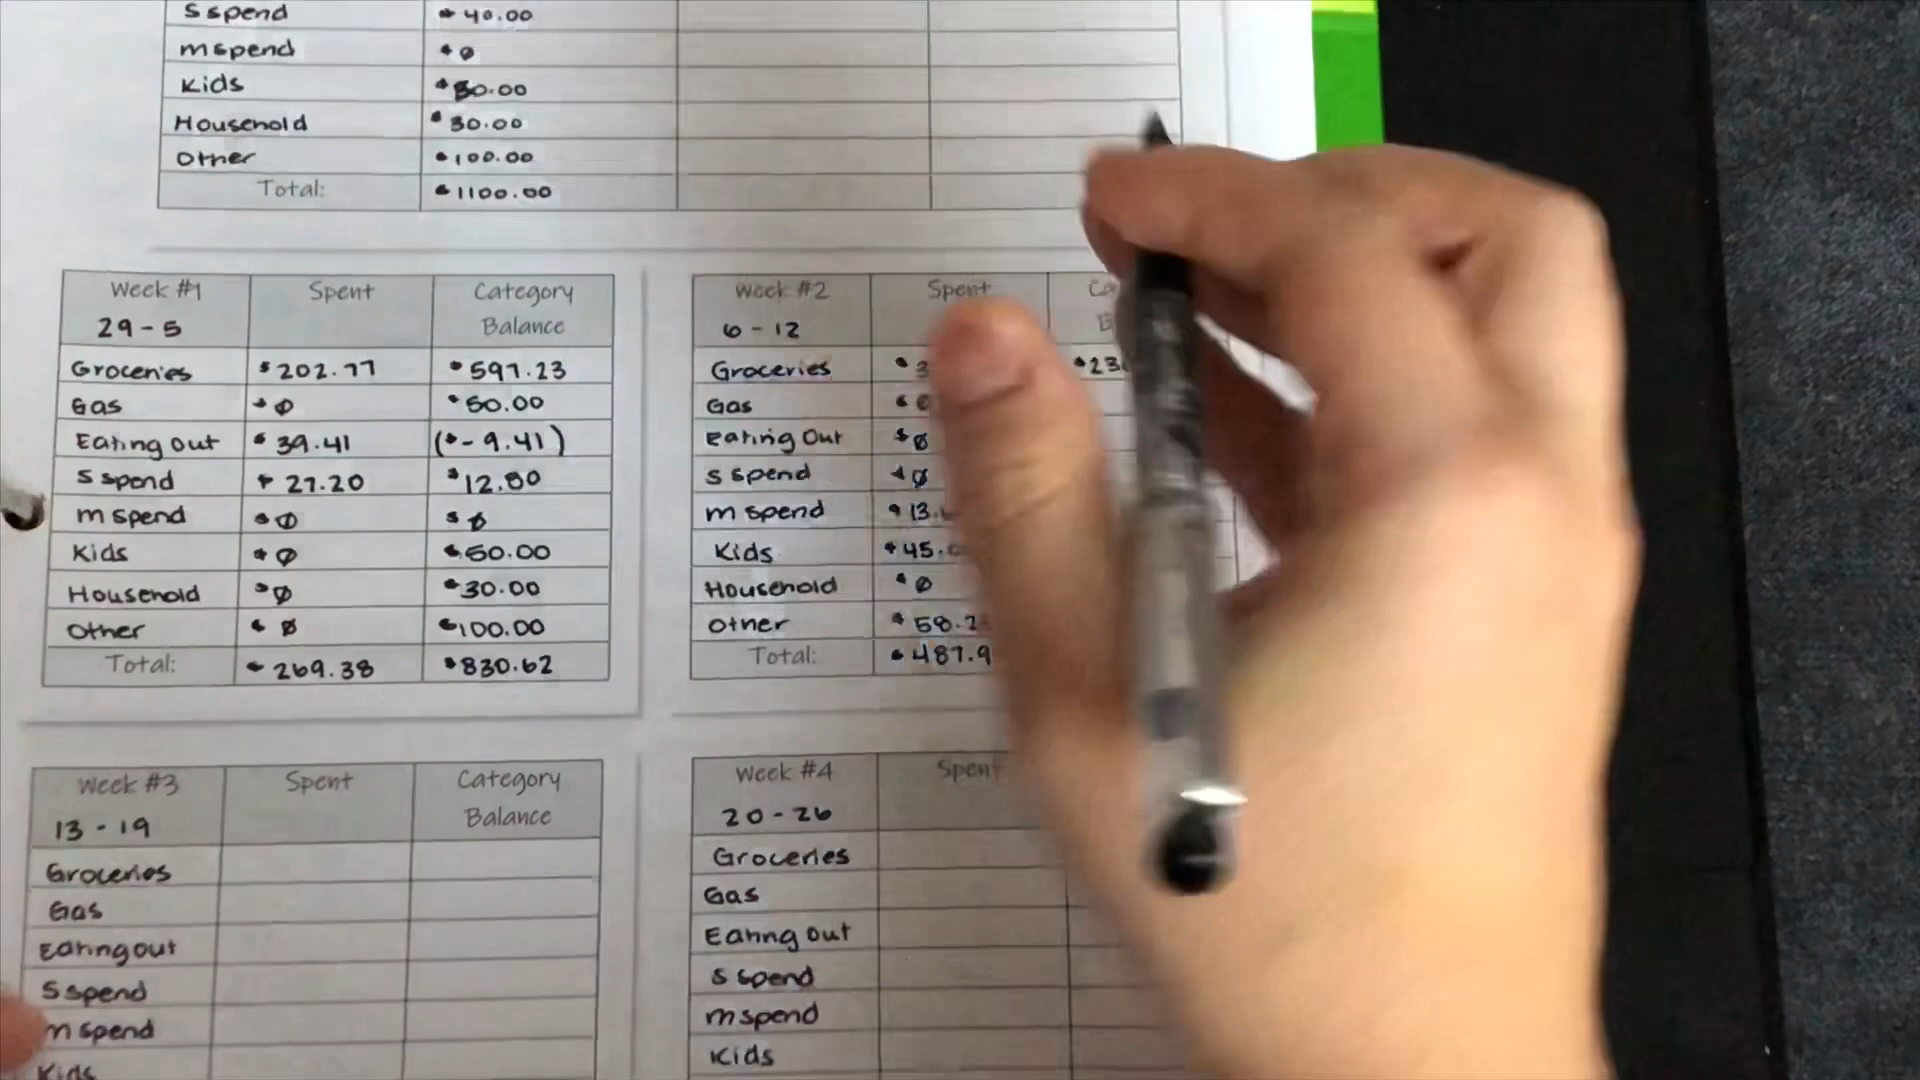 S spend $40.00
m spend $0
Kids $50.00
Household $30.00
Other $100.00
Total: $1100.00
Week #1 Spent Category Balance
29-5
Groceries $202.77 $597.23
Gas $0 $50.00
Eating Out $39.41 ($-9.41)
S spend $27.20 $12.80
m spend $0 $0
Kids $0 $50.00
Household $0 $30.00
Other $0 $100.00
Total: $269.38 $830.62
Week #2 Spent
6-12
Groceries
Gas
Eating Out $0
S spend $0
m spend
Kids
Household $0
Other
Total:
Week #3 Spent Category Balance
13-19
Groceries
Gas
Eating out
S spend
m spend
Kids
Week #4 Spent
20-26
Groceries
Gas
Eating Out
S spend
m spend
Kids